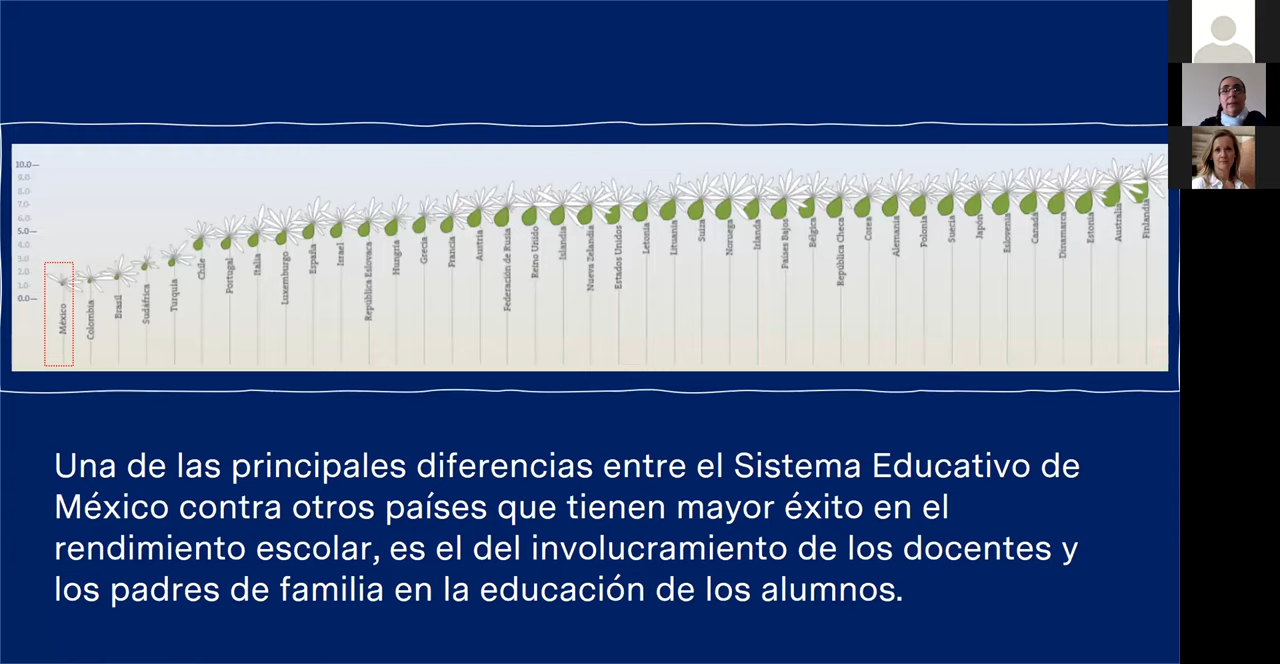 10.0
9.0
8.0
7.0
6.0
5.0
4.0
3.0
2.0
1.0
0.0
México
Colombia
Brasil
Sudáfrica
Turquía
Chile
Portugal
Italia
Luxemburgo
España
Israel
República Eslovaca
Hungría
Grecia
Francia
Austria
Federación de Rusia
Reino Unido
Islandia
Nueva Zelandia
Estados Unidos
Letonia
Lituania
Suiza
Noruega
Irlanda
Países Bajos
Bélgica
República Checa
Corea
Alemania
Polonia
Suecia
Japón
Eslovenia
Canadá
Dinamarca
Estonia
Australia
Finlandia
Una de las principales diferencias entre el Sistema Educativo de
México contra otros países que tienen mayor éxito en el
rendimiento escolar, es el del involucramiento de los docentes y
los padres de familia en la educación de los alumnos.